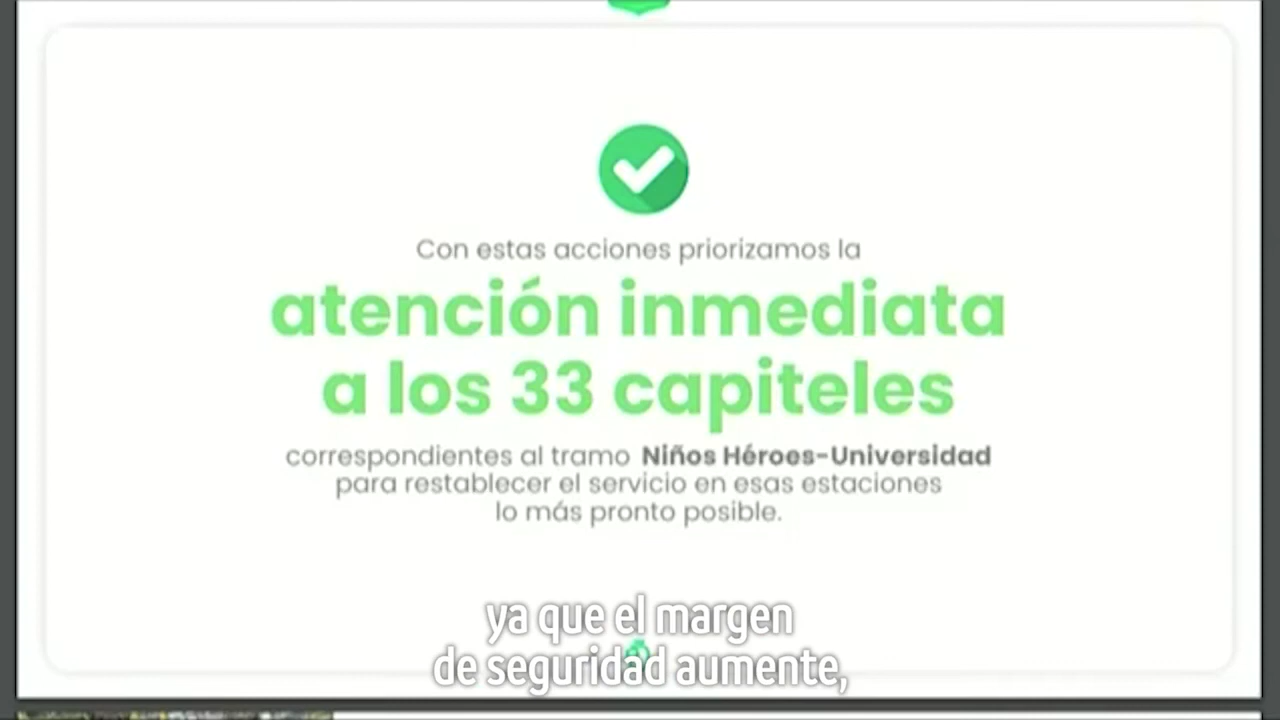 Con estas acciones priorizamos la
atención inmediata
a los 33 capiteles
correspondientes al tramo Niños Héroes-Universidad
para restablecer el servicio en esas estaciones
lo más pronto posible.
ya que el margen
de seguridad aumente,